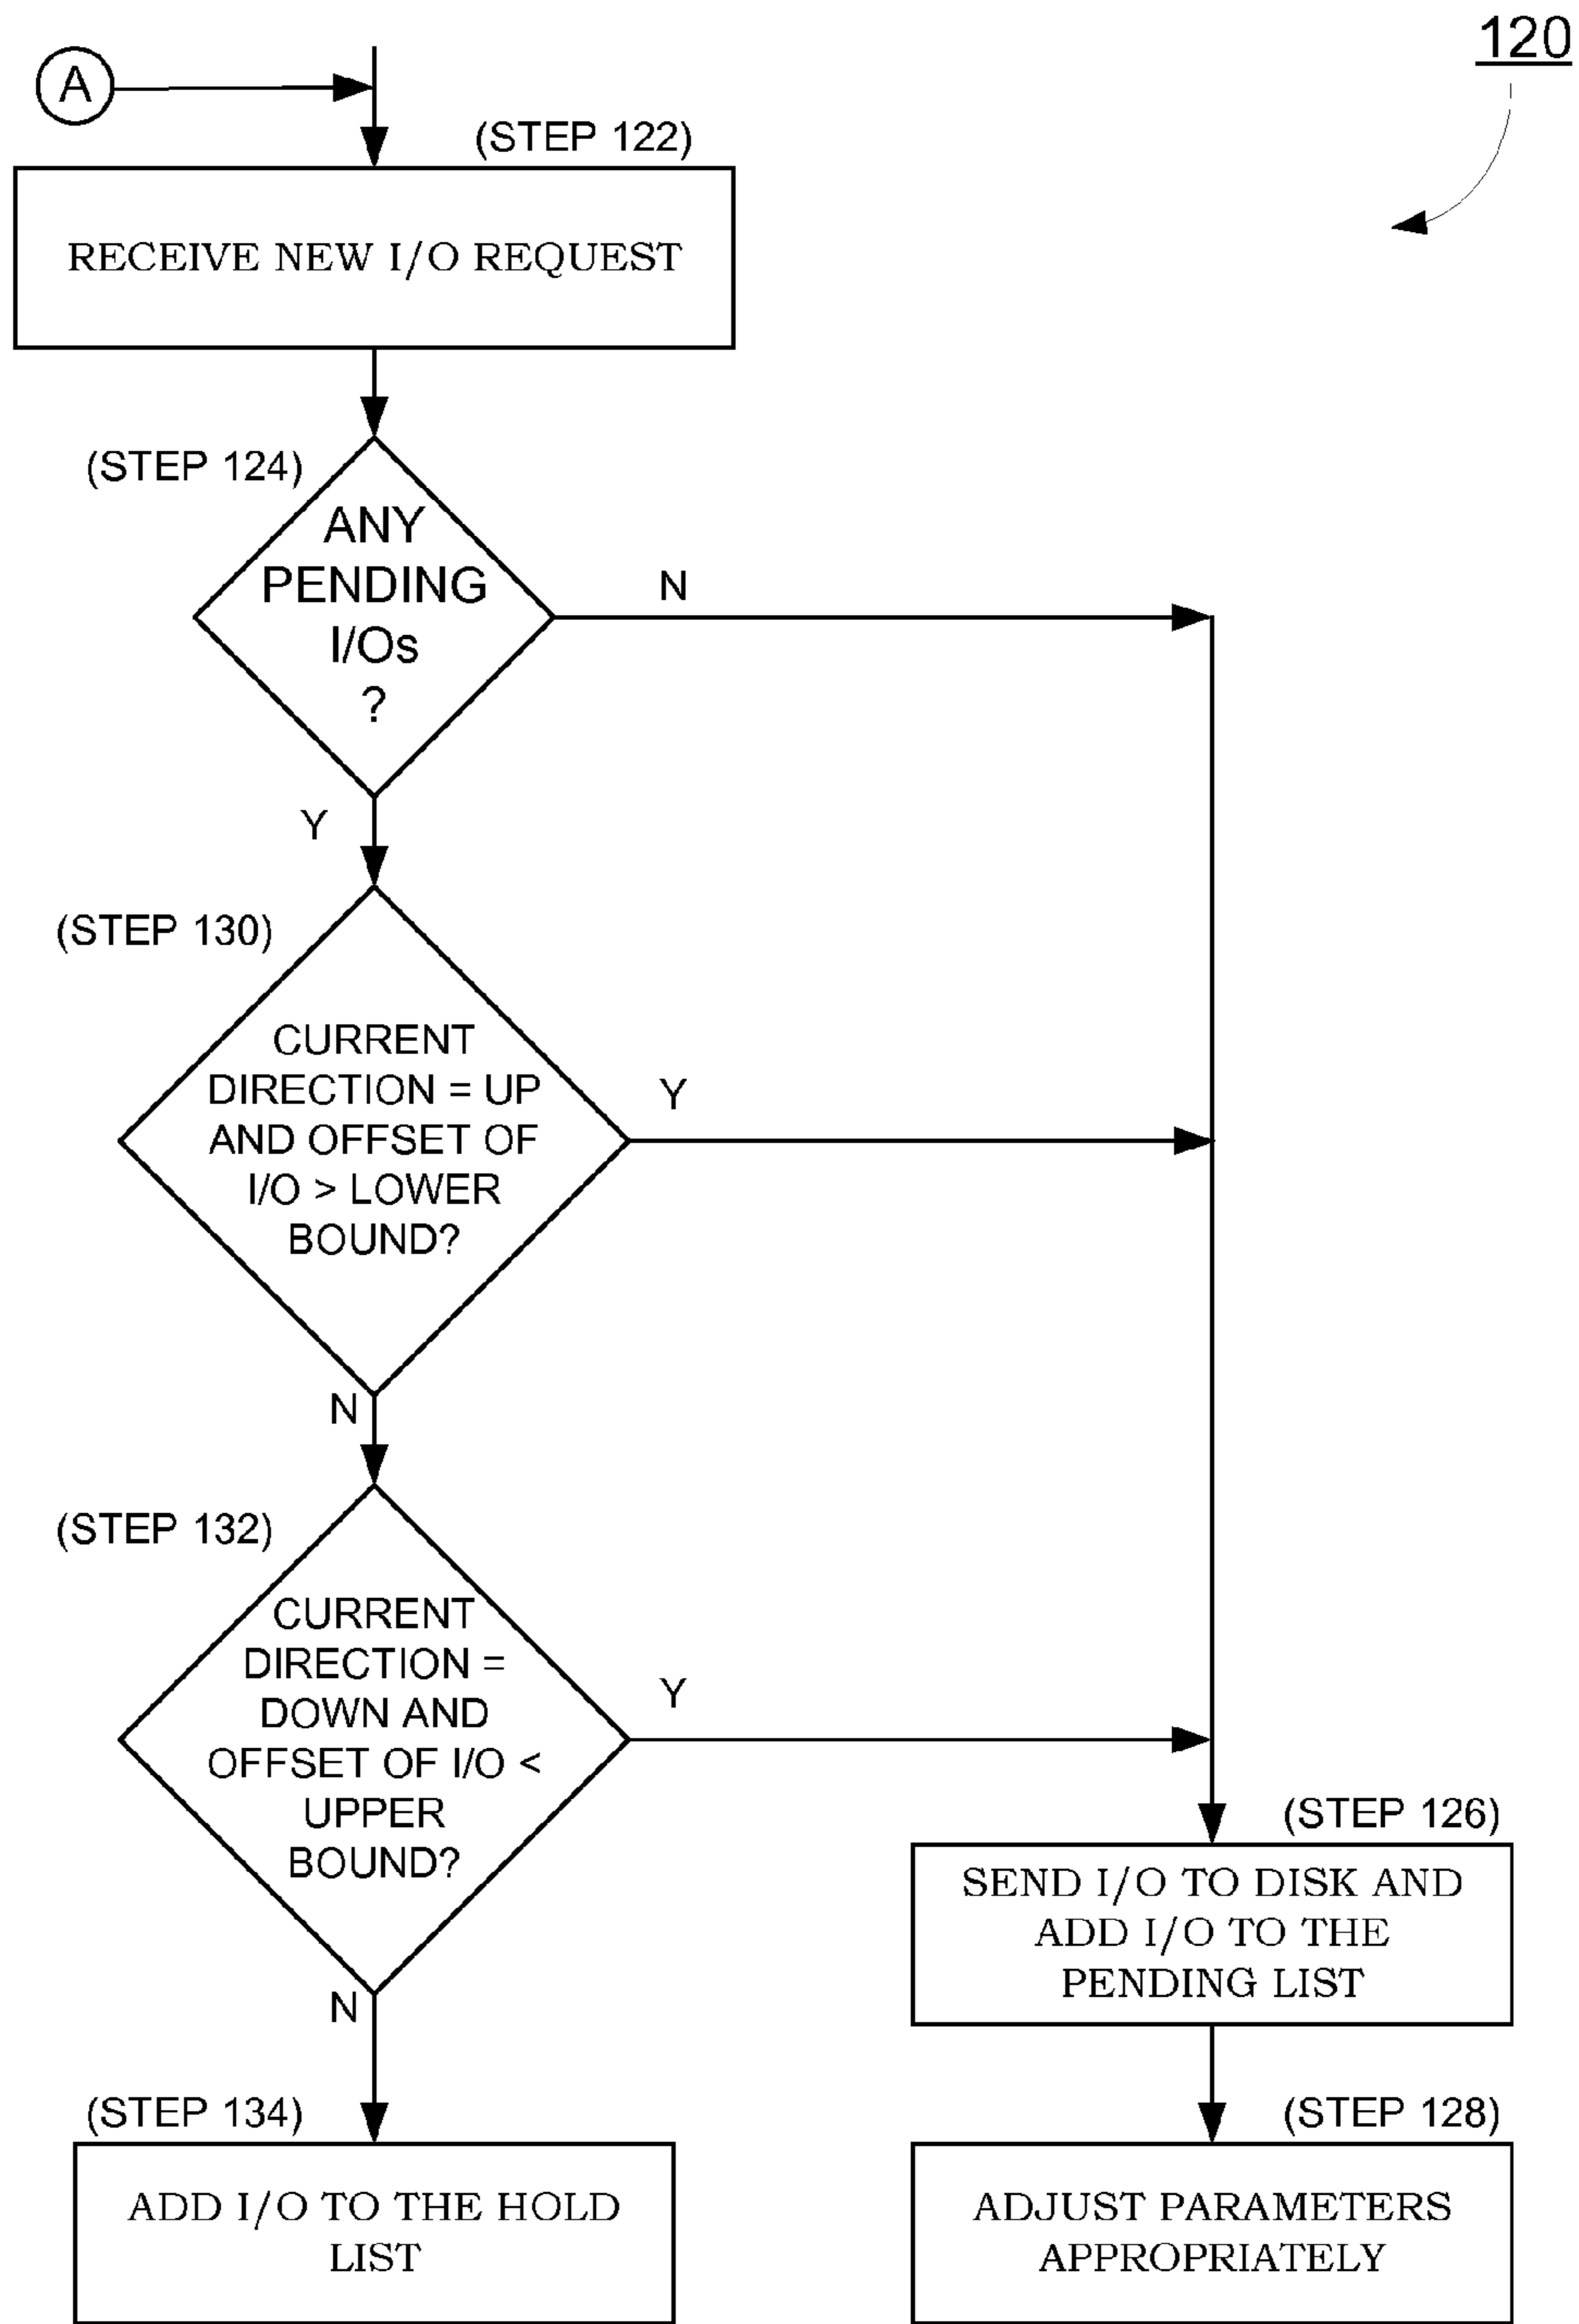 120
A
(STEP 122)
RECEIVE NEW I/O REQUEST
(STEP 124)
ANY
PENDING
I/Os
?
N
Y
(STEP 130)
CURRENT
DIRECTION = UP
AND OFFSET OF
I/O > LOWER
BOUND?
Y
N
(STEP 132)
CURRENT
DIRECTION =
DOWN AND
OFFSET OF I/O <
UPPER
BOUND?
Y
N
(STEP 126)
SEND I/O TO DISK AND
ADD I/O TO THE
PENDING LIST
(STEP 134)
ADD I/O TO THE HOLD
LIST
(STEP 128)
ADJUST PARAMETERS
APPROPRIATELY